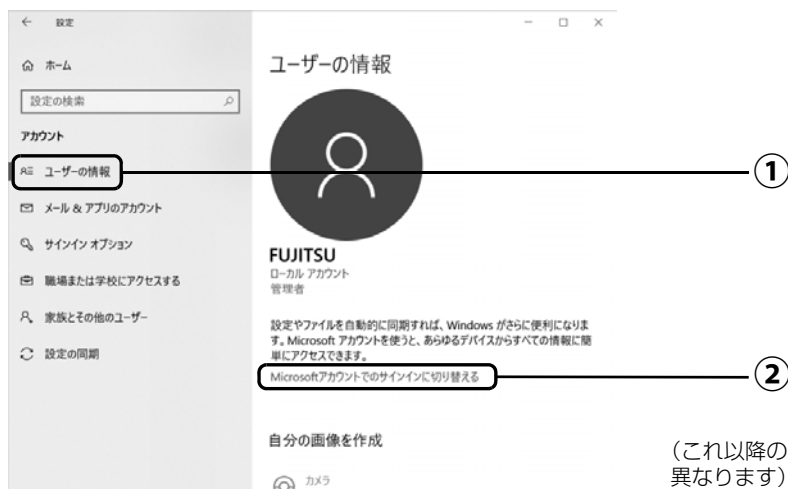 設定
ホーム
設定の検索
アカウント
ユーザーの情報
メール & アプリのアカウント
サインイン オプション
職場または学校にアクセスする
家族とその他のユーザー
設定の同期
ユーザーの情報
FUJITSU
ローカル アカウント
管理者
設定やファイルを自動的に同期すれば、Windows がさらに便利になりま
す。Microsoft アカウントを使うと、あらゆるデバイスからすべての情報に簡
単にアクセスできます。
Microsoftアカウントでのサインインに切り替える
自分の画像を作成
カメラ
①
②
(これ以降の
異なります)